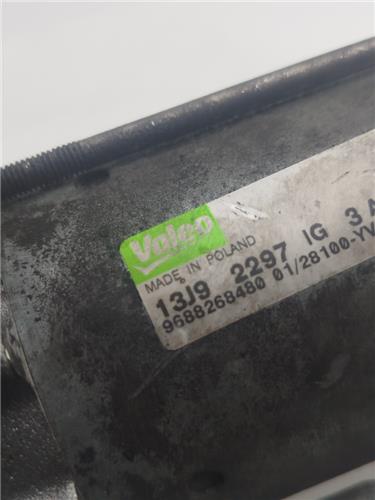 Valeo
MADE IN POLAND
13J9 2297 IG 3 A
9688268480 01/28100-YV